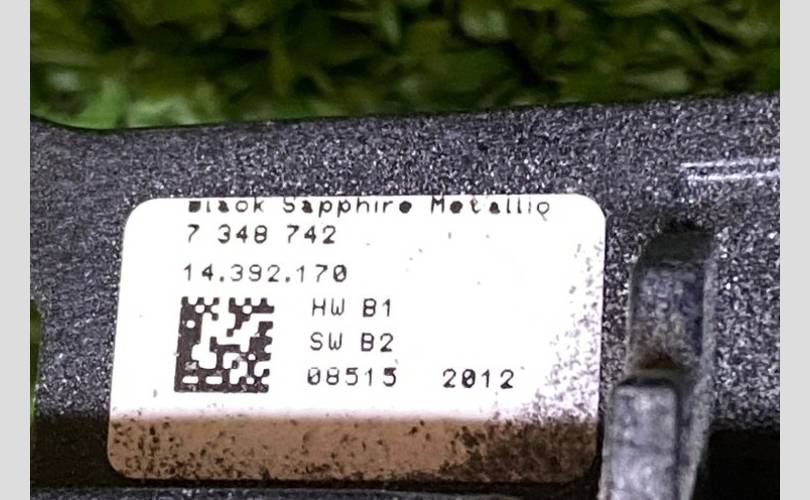 Black Sapphire Metallic
7 348 742
14.392.170
HW B1
SW B2
08515 2012